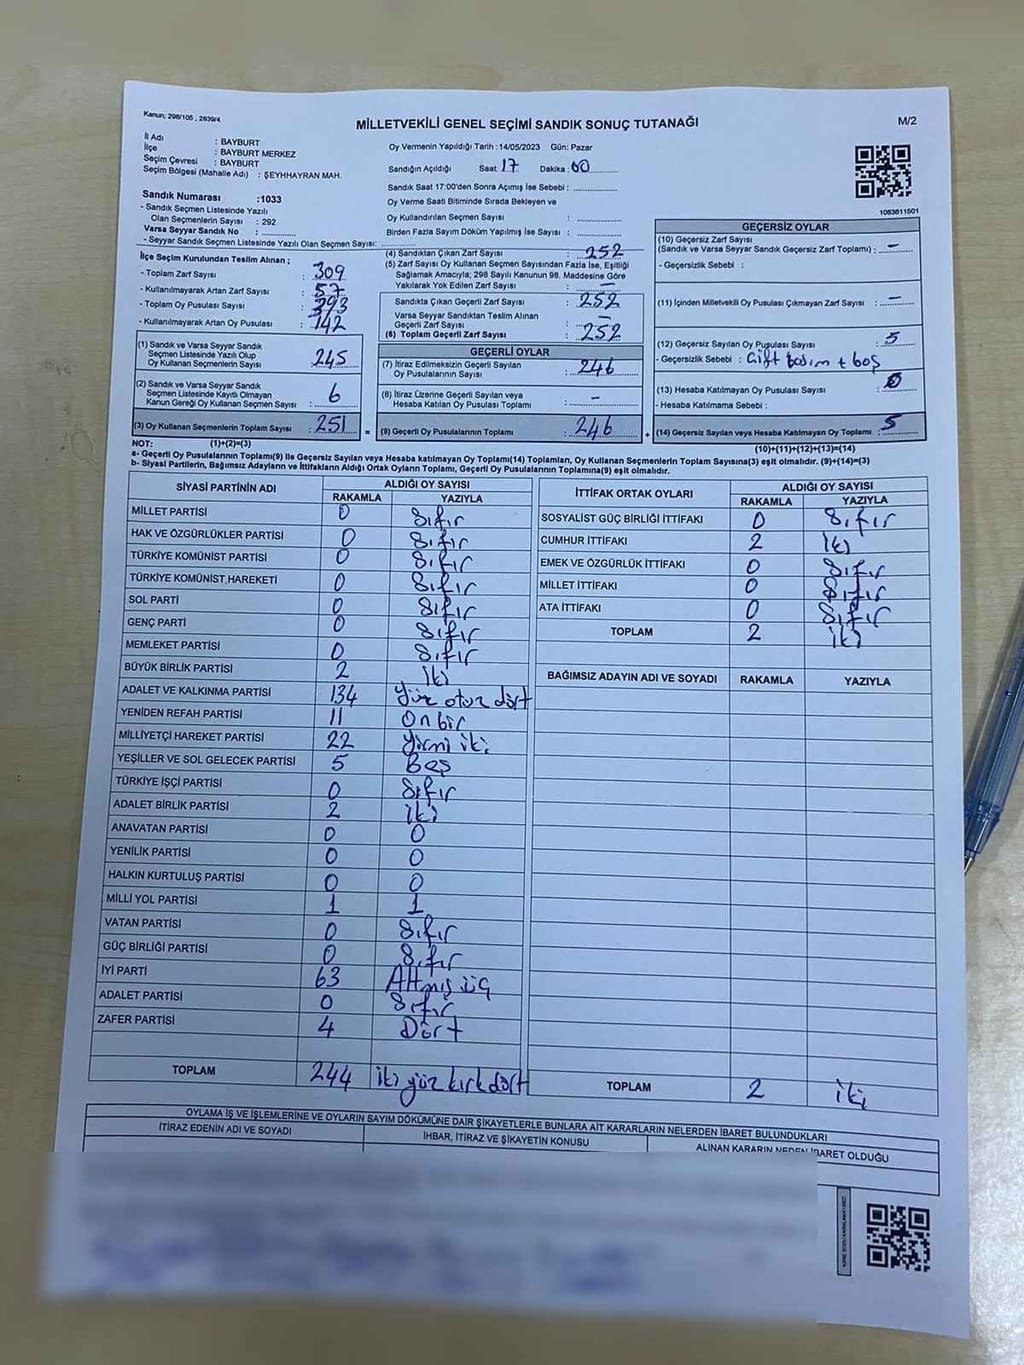 Kanun; 298/105 , 2839/4
MİLLETVEKİLİ GENEL SEÇİMİ SANDIK SONUÇ TUTANAĞI
M/2
İl Adı : BAYBURT
İlçe : BAYBURT MERKEZ
Seçim Çevresi : BAYBURT
Seçim Bölgesi (Mahalle Adı) : ŞEYHHAYRAN MAH.
Oy Vermenin Yapıldığı Tarih : 14/05/2023 Gün: Pazar
Sandığın Açıldığı Saat: 17 Dakika: 00
Sandık Saat 17:00'den Sonra Açımış İse Sebebi :
Oy Verme Saati Bitiminde Sırada Bekleyen ve
Oy Kullandırılan Seçmen Sayısı :
Birden Fazla Sayım Döküm Yapılmış İse Sayısı :
1083811501
Sandık Numarası :1033
- Sandık Seçmen Listesinde Yazılı
Olan Seçmenlerin Sayısı : 292
Varsa Seyyar Sandık No :
- Seyyar Sandık Seçmen Listesinde Yazılı Olan Seçmen Sayısı:
İlçe Seçim Kurulundan Teslim Alınan ;
- Toplam Zarf Sayısı : 309
- Kullanılmayarak Artan Zarf Sayısı : 57
- Toplam Oy Pusulası Sayısı : 393
- Kullanılmayarak Artan Oy Pusulası : 142
(1) Sandık ve Varsa Seyyar Sandık
Seçmen Listesinde Yazılı Olup
Oy Kullanan Seçmenlerin Sayısı : 245
(2) Sandık ve Varsa Seyyar Sandık
Seçmen Listesinde Kayıtlı Olmayan
Kanun Gereği Oy Kullanan Seçmen Sayısı : 6
(3) Oy Kullanan Seçmenlerin Toplam Sayısı : 251 =
(4) Sandıktan Çıkan Zarf Sayısı : 252
(5) Zarf Sayısı Oy Kullanan Seçmen Sayısından Fazla İse, Eşitliği
Sağlamak Amacıyla; 298 Sayılı Kanunun 98. Maddesine Göre
Yakılarak Yok Edilen Zarf Sayısı : —
Sandıkta Çıkan Geçerli Zarf Sayısı : 252
Varsa Seyyar Sandıktan Teslim Alınan
Geçerli Zarf Sayısı : —
(6) Toplam Geçerli Zarf Sayısı : 252
GEÇERLİ OYLAR
(7) İtiraz Edilmeksizin Geçerli Sayılan
Oy Pusulalarının Sayısı : 246
(8) İtiraz Üzerine Geçerli Sayılan veya
Hesaba Katılan Oy Pusulası Toplamı : —
(9) Geçerli Oy Pusulalarının Toplamı : 246 +
GEÇERSİZ OYLAR
(10) Geçersiz Zarf Sayısı
(Sandık ve Varsa Seyyar Sandık Geçersiz Zarf Toplamı) : —
- Geçersizlik Sebebi :
(11) İçinden Milletvekili Oy Pusulası Çıkmayan Zarf Sayısı : —
(12) Geçersiz Sayılan Oy Pusulası Sayısı : 5
- Geçersizlik Sebebi : Çift basım + boş
(13) Hesaba Katılmayan Oy Pusulası Sayısı : 0
- Hesaba Katılmama Sebebi :
(14) Geçersiz Sayılan veya Hesaba Katılmayan Oy Toplamı : 5
NOT: (1)+(2)=(3) (10)+(11)+(12)+(13)=(14)
a- Geçerli Oy Pusulalarının Toplamı(9) ile Geçersiz Sayılan veya Hesaba katılmayan Oy Toplamı(14) Toplamları, Oy Kullanan Seçmenlerin Toplam Sayısına(3) eşit olmalıdır. (9)+(14)=(3)
b- Siyasi Partilerin, Bağımsız Adayların ve İttifakların Aldığı Ortak Oyların Toplamı, Geçerli Oy Pusulalarının Toplamına(9) eşit olmalıdır.
SİYASİ PARTİNİN ADI ALDIĞI OY SAYISI
RAKAMLA YAZIYLA
MİLLET PARTİSİ 0 Sıfır
HAK VE ÖZGÜRLÜKLER PARTİSİ 0 Sıfır
TÜRKİYE KOMÜNİST PARTİSİ 0 Sıfır
TÜRKİYE KOMÜNİST HAREKETİ 0 Sıfır
SOL PARTİ 0 Sıfır
GENÇ PARTİ 0 Sıfır
MEMLEKET PARTİSİ 0 Sıfır
BÜYÜK BİRLİK PARTİSİ 2 iki
ADALET VE KALKINMA PARTİSİ 134 Yüz otuz dört
YENİDEN REFAH PARTİSİ 11 On bir
MİLLİYETÇİ HAREKET PARTİSİ 22 Yirmi iki
YEŞİLLER VE SOL GELECEK PARTİSİ 5 Beş
TÜRKİYE İŞÇİ PARTİSİ 0 Sıfır
ADALET BİRLİK PARTİSİ 2 iki
ANAVATAN PARTİSİ 0 0
YENİLİK PARTİSİ 0 0
HALKIN KURTULUŞ PARTİSİ 0 0
MİLLİ YOL PARTİSİ 1 1
VATAN PARTİSİ 0 Sıfır
GÜÇ BİRLİĞİ PARTİSİ 0 Sıfır
İYİ PARTİ 63 Altmış üç
ADALET PARTİSİ 0 Sıfır
ZAFER PARTİSİ 4 Dört
TOPLAM 244 iki yüz kırk dört
İTTİFAK ORTAK OYLARI ALDIĞI OY SAYISI
RAKAMLA YAZIYLA
SOSYALİST GÜÇ BİRLİĞİ İTTİFAKI 0 Sıfır
CUMHUR İTTİFAKI 2 iki
EMEK VE ÖZGÜRLÜK İTTİFAKI 0 Sıfır
MİLLET İTTİFAKI 0 Sıfır
ATA İTTİFAKI 0 Sıfır
TOPLAM 2 iki
BAĞIMSIZ ADAYIN ADI VE SOYADI RAKAMLA YAZIYLA
TOPLAM 2 iki
OYLAMA İŞ VE İŞLEMLERİNE VE OYLARIN SAYIM DÖKÜMÜNE DAİR ŞİKAYETLERLE BUNLARA AİT KARARLARIN NELERDEN İBARET BULUNDUKLARI
İTİRAZ EDENİN ADI VE SOYADI İHBAR, İTİRAZ VE ŞİKAYETİN KONUSU ALINAN KARARIN NEDEN İBARET OLDUĞU